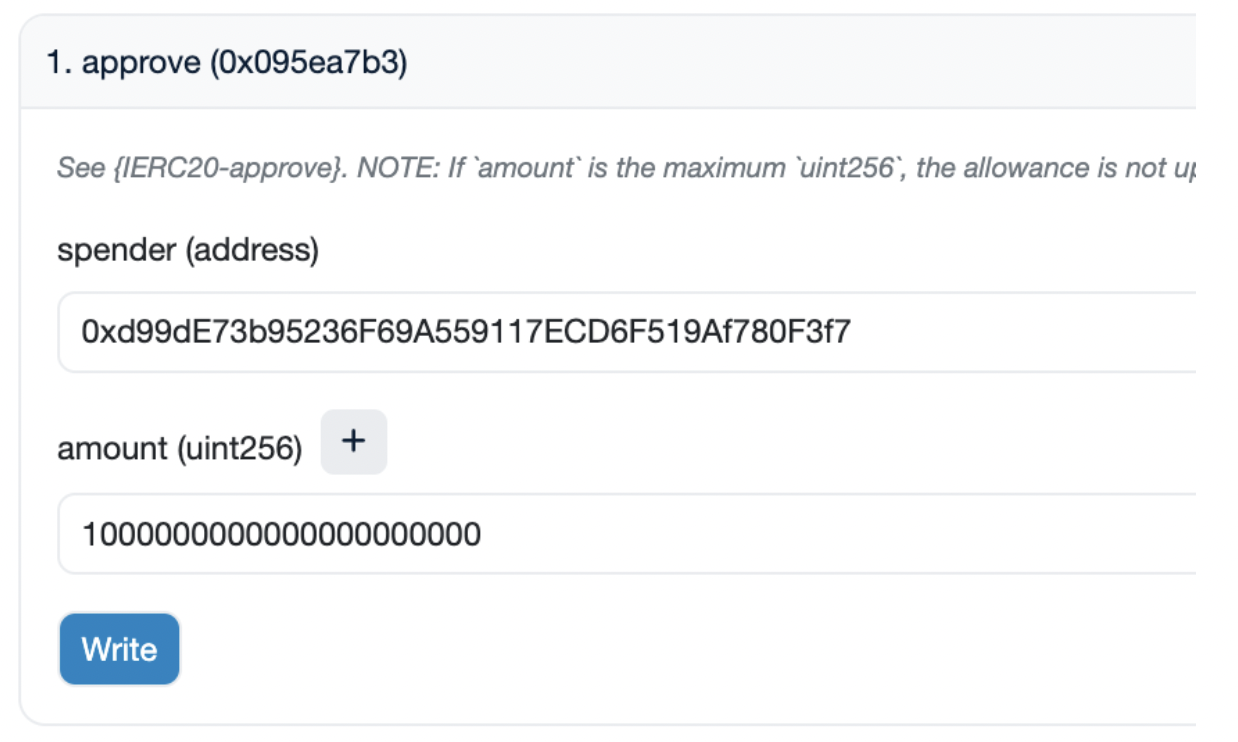 1. approve (0x095ea7b3)
See {IERC20-approve}. NOTE: If `amount` is the maximum `uint256`, the allowance is not up
spender (address)
0xd99dE73b95236F69A559117ECD6F519Af780F3f7
amount (uint256) +
1000000000000000000000
Write